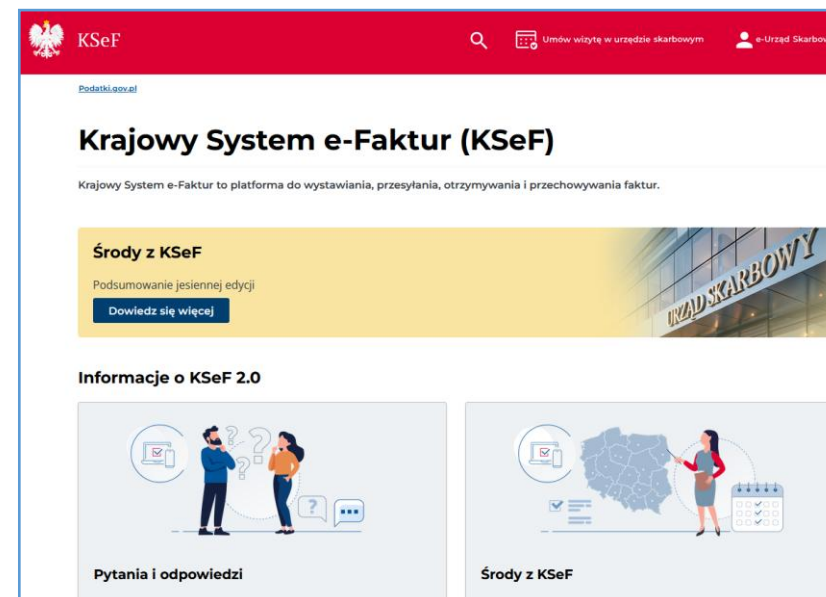 KSeF
Umów wizytę w urzędzie skarbowym
e-Urząd Skarbow
Podatki.gov.pl
Krajowy System e-Faktur (KSeF)
Krajowy System e-Faktur to platforma do wystawiania, przesyłania, otrzymywania i przechowywania faktur.
Środy z KSeF
Podsumowanie jesiennej edycji
Dowiedz się więcej
URZĄD SKARBOWY
Informacje o KSeF 2.0
? ? ?
?
Pytania i odpowiedzi
Środy z KSeF